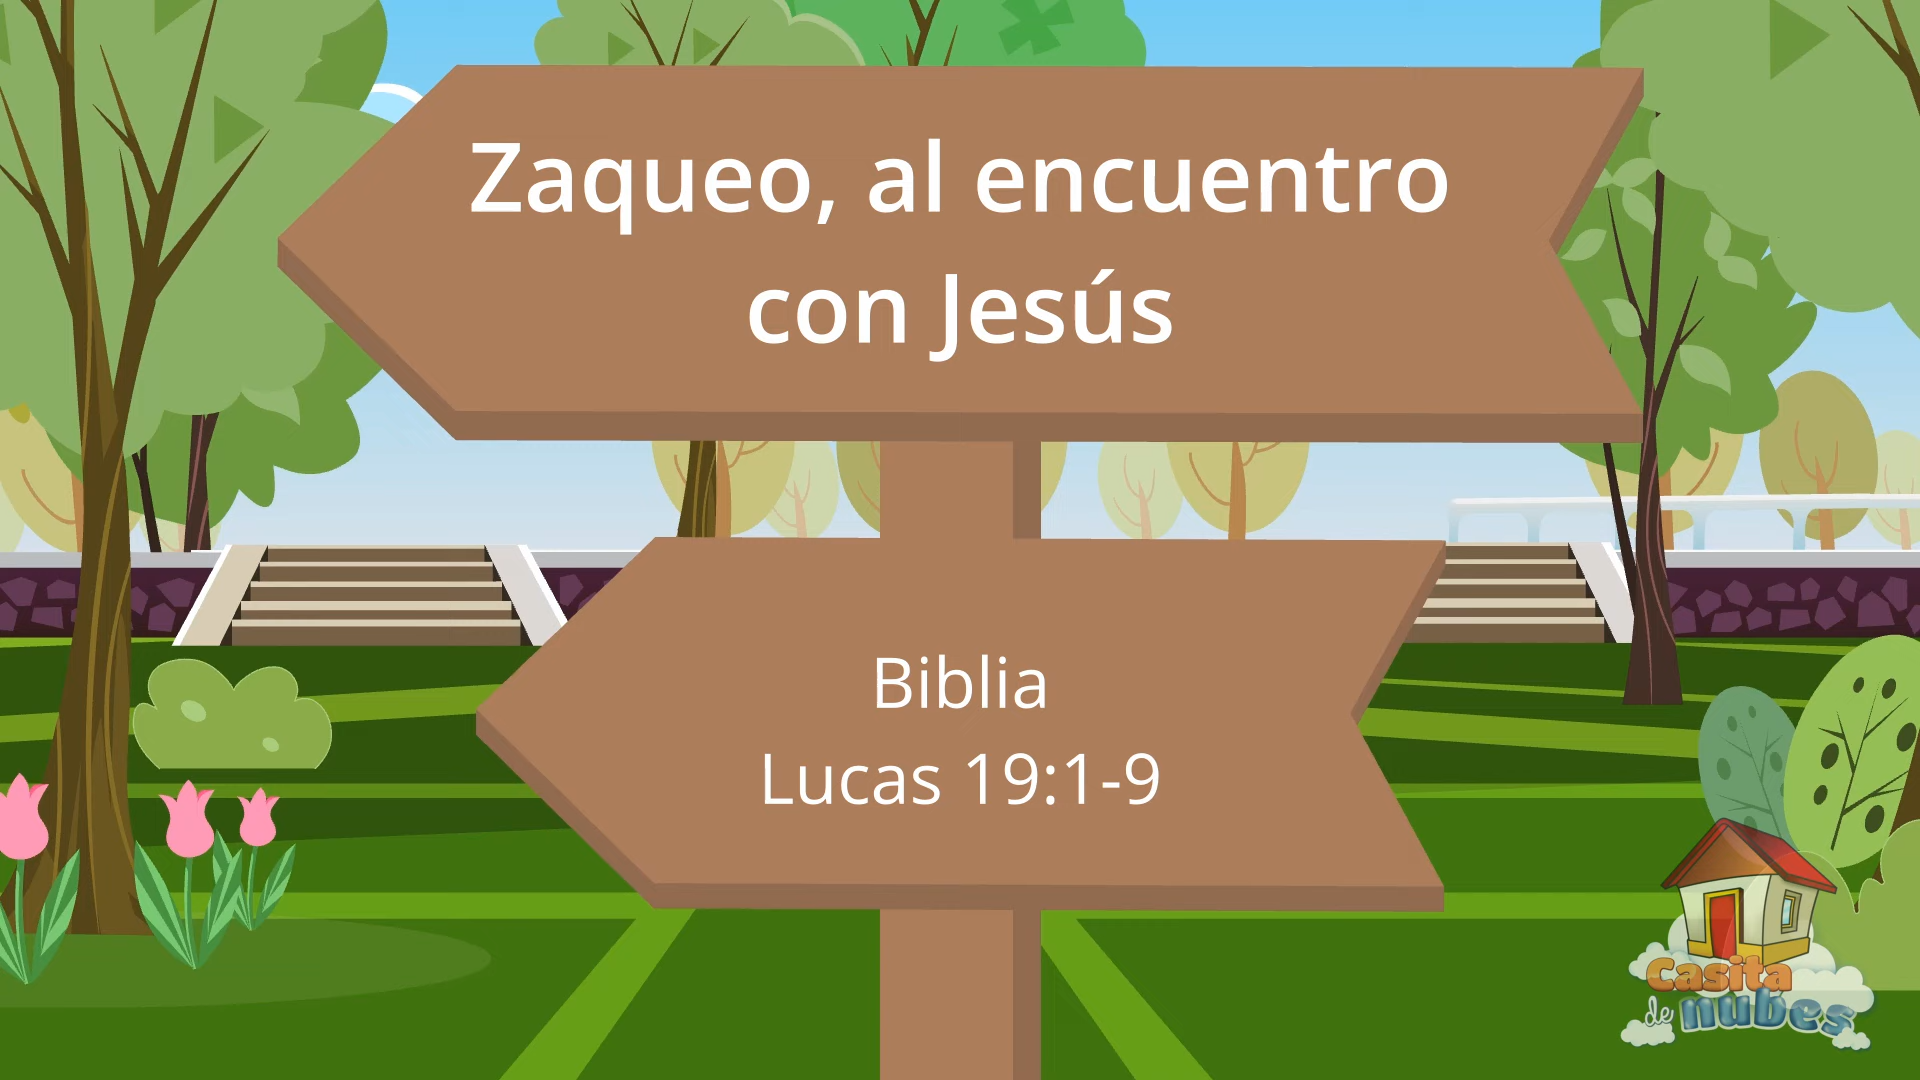 Zaqueo, al encuentro
con Jesús
Biblia
Lucas 19:1-9
Casita
de nubes